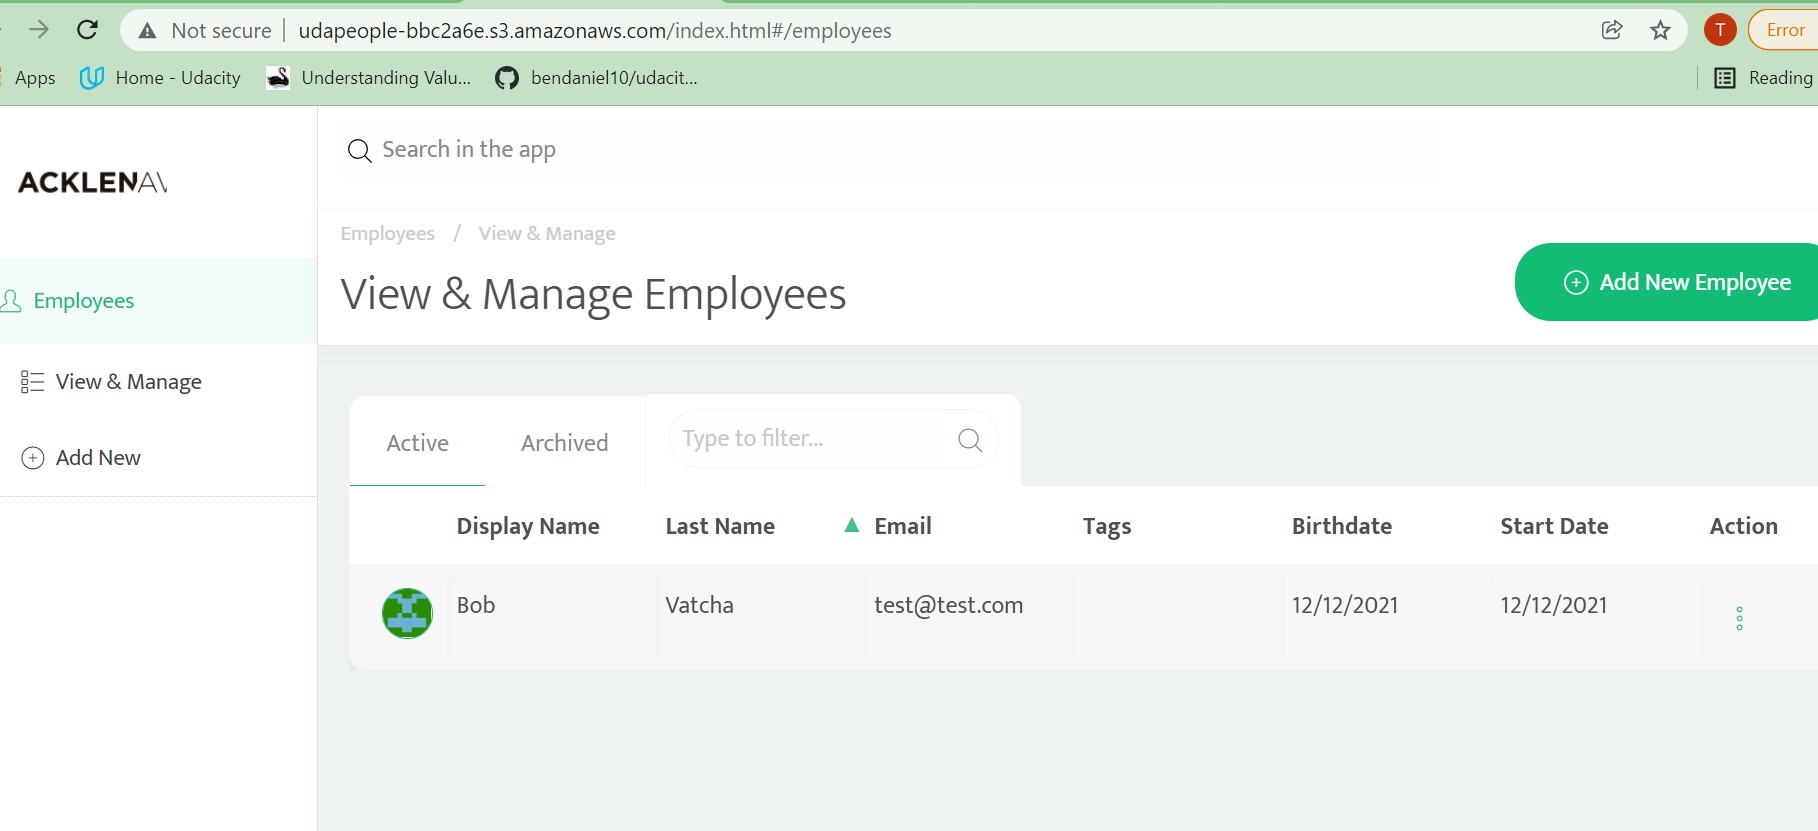 Not secure udapeople-bbc2a6e.s3.amazonaws.com/index.html#/employees T Error
Apps Home - Udacity Understanding Valu... bendaniel10/udacit... Reading
Search in the app
ACKLENAV
Employees / View & Manage
View & Manage Employees
Add New Employee
Employees
View & Manage
Add New
Active Archived Type to filter...
Display Name Last Name ▲ Email Tags Birthdate Start Date Action
Bob Vatcha test@test.com 12/12/2021 12/12/2021